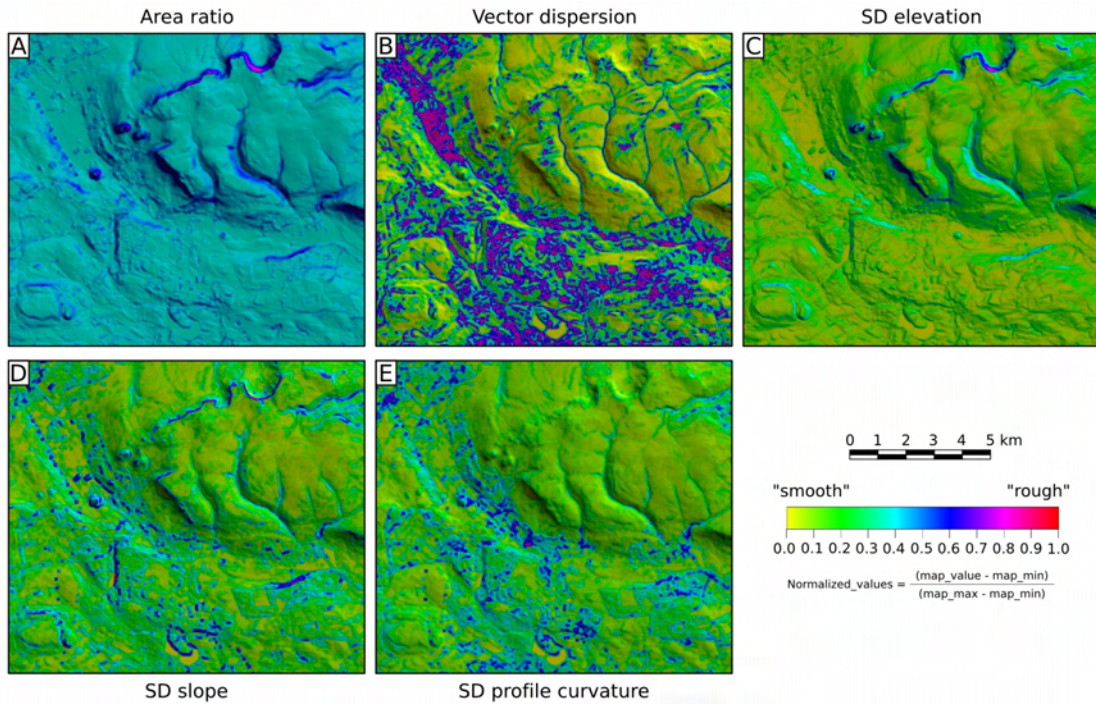 Area ratio
Vector dispersion
SD elevation
A
B
C
D
E
0 1 2 3 4 5 km
"smooth" "rough"
0.0 0.1 0.2 0.3 0.4 0.5 0.6 0.7 0.8 0.9 1.0
Normalized_values = (map_value - map_min)
(map_max - map_min)
SD slope
SD profile curvature